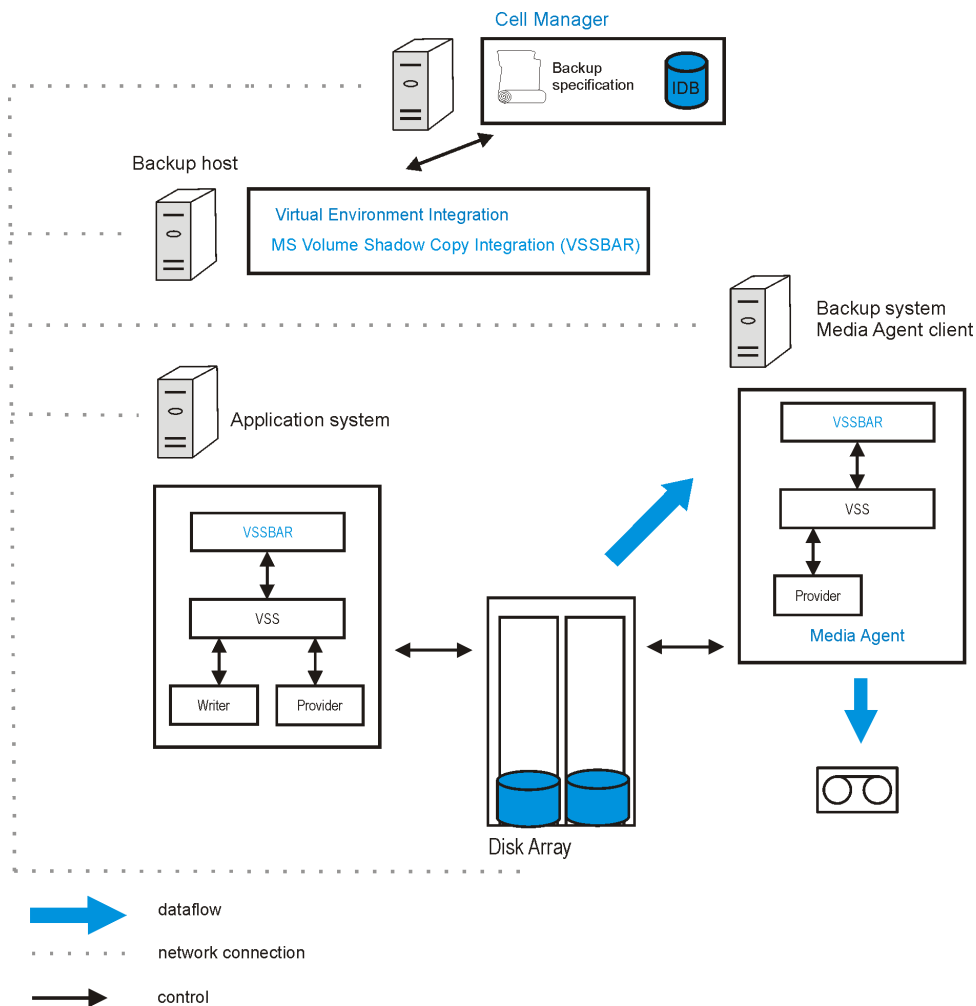 Cell Manager
Backup
specification
IDB
Backup host
Virtual Environment Integration
MS Volume Shadow Copy Integration (VSSBAR)
Backup system
Media Agent client
Application system
VSSBAR
VSS
Provider
Media Agent
VSSBAR
VSS
Writer
Provider
Disk Array
dataflow
network connection
control